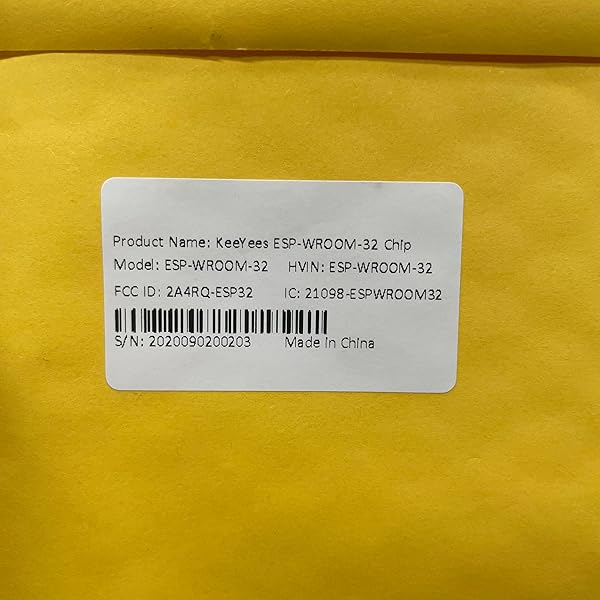 Product Name: KeeYees ESP-WROOM-32 Chip
Model: ESP-WROOM-32 HVIN: ESP-WROOM-32
FCC ID: 2A4RQ-ESP32 IC: 21098-ESPWROOM32
S/N: 2020090200203 Made in China